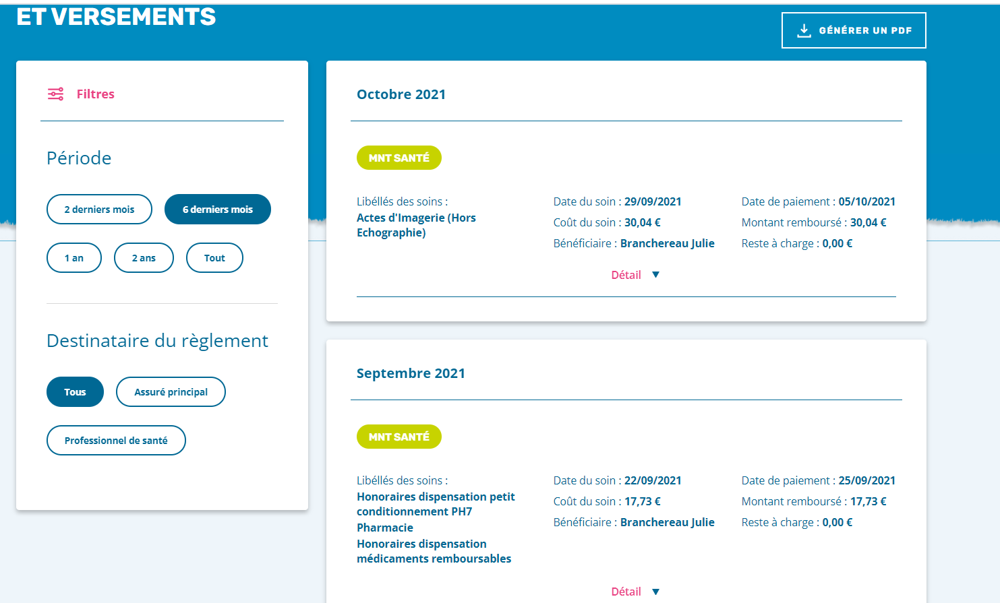 ET VERSEMENTS
GÉNÉRER UN PDF
Filtres
Période
2 derniers mois
6 derniers mois
1 an
2 ans
Tout
Destinataire du règlement
Tous
Assuré principal
Professionnel de santé
Octobre 2021
MNT SANTÉ
Libéllés des soins :
Actes d'Imagerie (Hors
Echographie)
Date du soin : 29/09/2021
Coût du soin : 30,04 €
Bénéficiaire : Branchereau Julie
Date de paiement : 05/10/2021
Montant remboursé : 30,04 €
Reste à charge : 0,00 €
Détail
Septembre 2021
MNT SANTÉ
Libéllés des soins :
Honoraires dispensation petit
conditionnement PH7
Pharmacie
Honoraires dispensation
médicaments remboursables
Date du soin : 22/09/2021
Coût du soin : 17,73 €
Bénéficiaire : Branchereau Julie
Date de paiement : 25/09/2021
Montant remboursé : 17,73 €
Reste à charge : 0,00 €
Détail